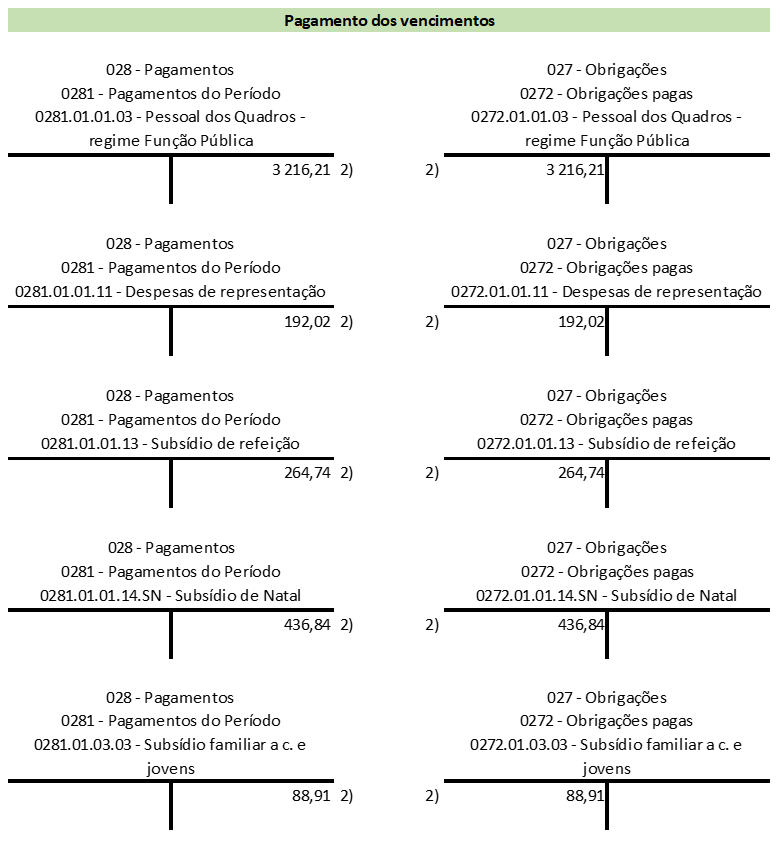 Pagamento dos vencimentos
028 - Pagamentos
0281 - Pagamentos do Período
0281.01.01.03 - Pessoal dos Quadros -
regime Função Pública
3 216,21 2)
027 - Obrigações
0272 - Obrigações pagas
0272.01.01.03 - Pessoal dos Quadros -
regime Função Pública
2) 3 216,21
028 - Pagamentos
0281 - Pagamentos do Período
0281.01.01.11 - Despesas de representação
192,02 2)
027 - Obrigações
0272 - Obrigações pagas
0272.01.01.11 - Despesas de representação
2) 192,02
028 - Pagamentos
0281 - Pagamentos do Período
0281.01.01.13 - Subsídio de refeição
264,74 2)
027 - Obrigações
0272 - Obrigações pagas
0272.01.01.13 - Subsídio de refeição
2) 264,74
028 - Pagamentos
0281 - Pagamentos do Período
0281.01.01.14.SN - Subsídio de Natal
436,84 2)
027 - Obrigações
0272 - Obrigações pagas
0272.01.01.14.SN - Subsídio de Natal
2) 436,84
028 - Pagamentos
0281 - Pagamentos do Período
0281.01.03.03 - Subsídio familiar a c. e
jovens
88,91 2)
027 - Obrigações
0272 - Obrigações pagas
0272.01.03.03 - Subsídio familiar a c. e
jovens
2) 88,91